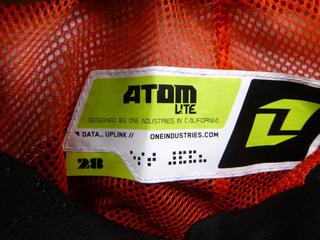 ATOM
LITE
DESIGNED BY ONE INDUSTRIES IN CALIFORNIA
DATA_UPLINK // ONEINDUSTRIES.COM
28